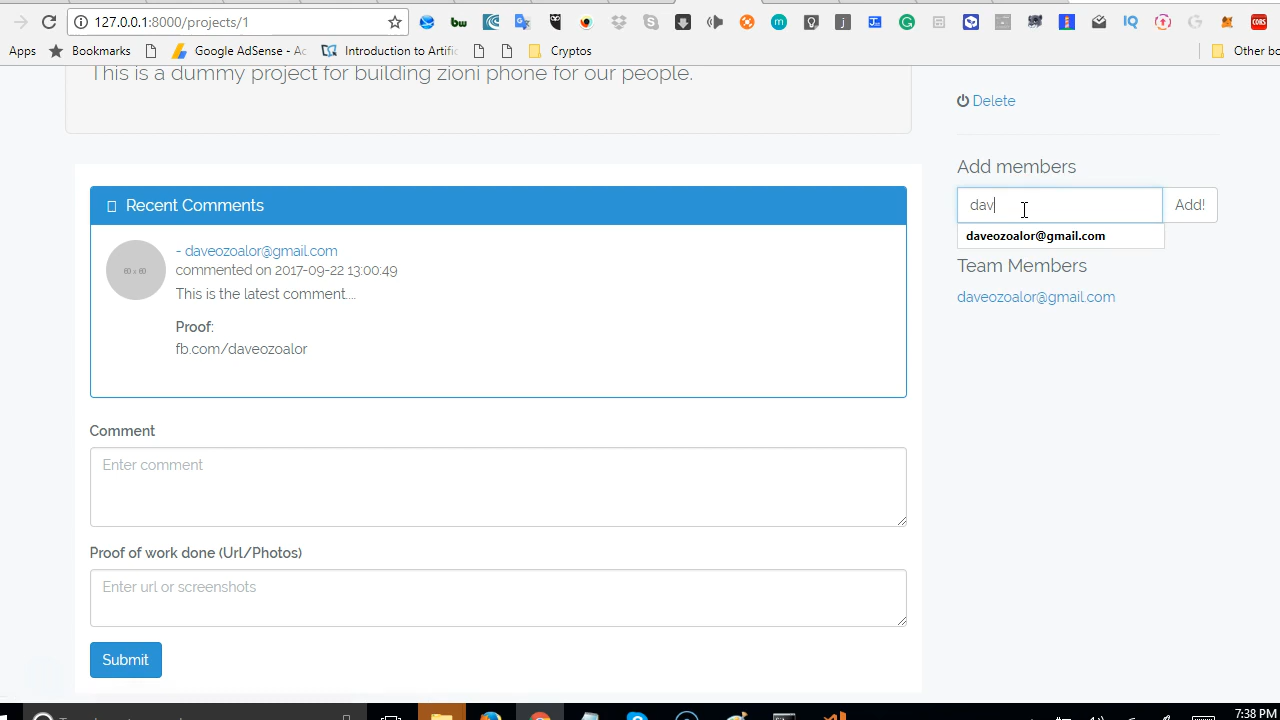 127.0.0.1:8000/projects/1
Apps
Bookmarks
Google AdSense - Ac
Introduction to Artific
Cryptos
Other bo
This is a dummy project for building zioni phone for our people.
Delete
Add members
dav
Add!
daveozoalor@gmail.com
Team Members
daveozoalor@gmail.com
Recent Comments
60 x 60
- daveozoalor@gmail.com
commented on 2017-09-22 13:00:49
This is the latest comment....
Proof:
fb.com/daveozoalor
Comment
Enter comment
Proof of work done (Url/Photos)
Enter url or screenshots
Submit
7:38 PM